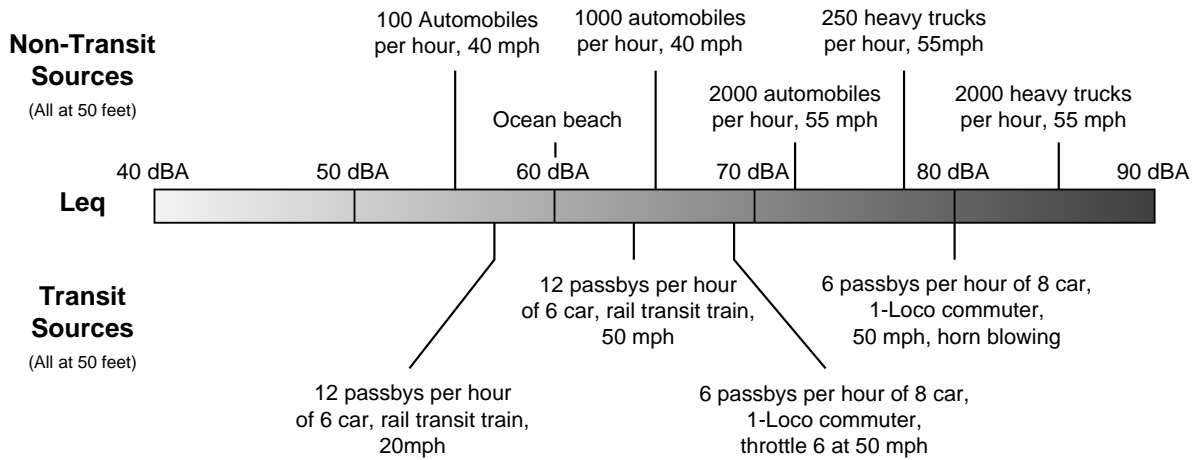 Non-Transit
Sources
(All at 50 feet)
100 Automobiles
per hour, 40 mph
1000 automobiles
per hour, 40 mph
250 heavy trucks
per hour, 55mph
Ocean beach
2000 automobiles
per hour, 55 mph
2000 heavy trucks
per hour, 55 mph
40 dBA
50 dBA
60 dBA
70 dBA
80 dBA
90 dBA
Leq
Transit
Sources
(All at 50 feet)
12 passbys per hour
of 6 car, rail transit train,
50 mph
6 passbys per hour of 8 car,
1-Loco commuter,
50 mph, horn blowing
12 passbys per hour
of 6 car, rail transit train,
20mph
6 passbys per hour of 8 car,
1-Loco commuter,
throttle 6 at 50 mph